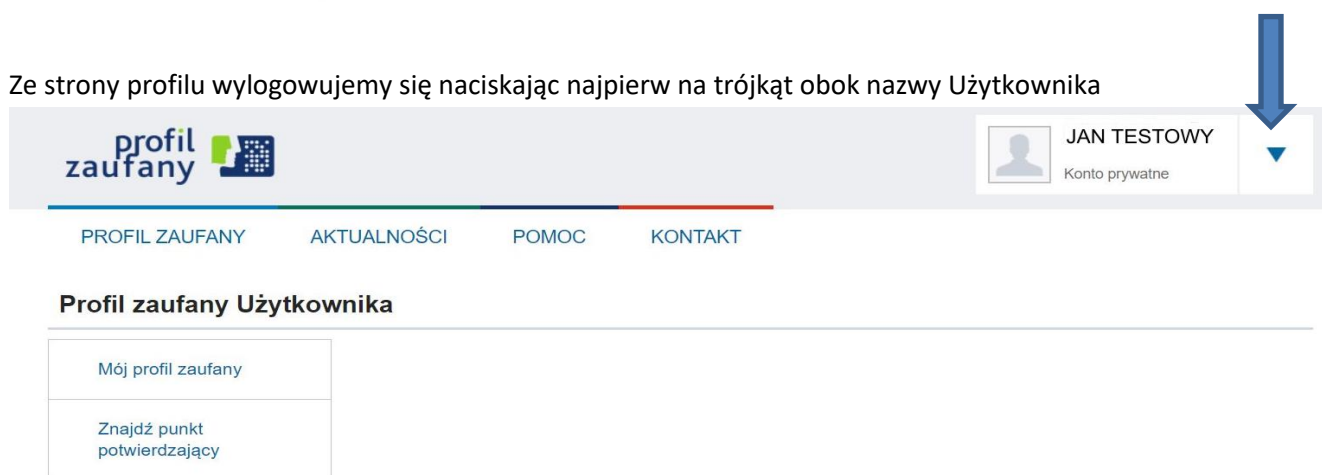 Ze strony profilu wylogowujemy się naciskając najpierw na trójkąt obok nazwy Użytkownika
profil
zaufany
JAN TESTOWY
Konto prywatne
PROFIL ZAUFANY AKTUALNOŚCI POMOC KONTAKT
Profil zaufany Użytkownika
Mój profil zaufany
Znajdź punkt
potwierdzający